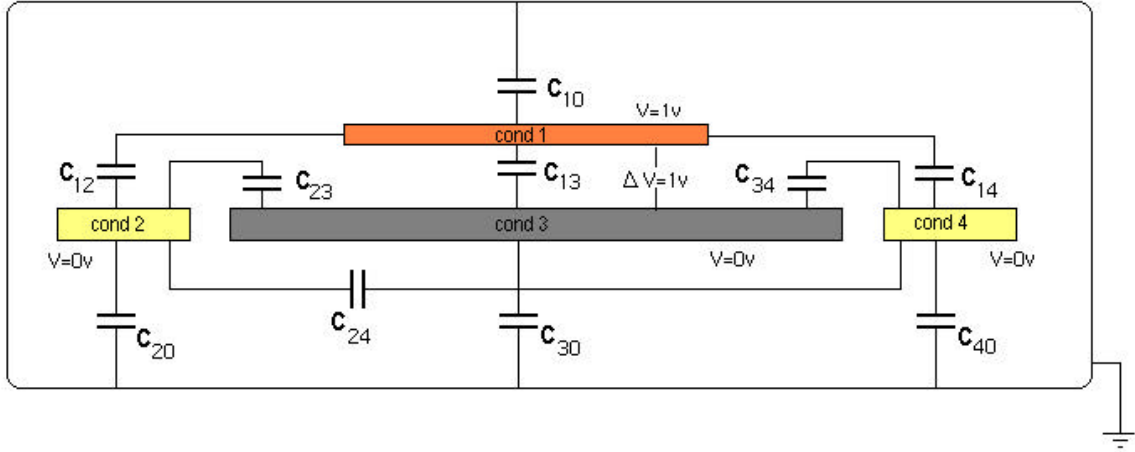 C10
V=1v
cond 1
C12
C23
C13
Δ V=1v
C34
C14
cond 2
cond 3
cond 4
V=0v
V=0v
V=0v
C24
C20
C30
C40